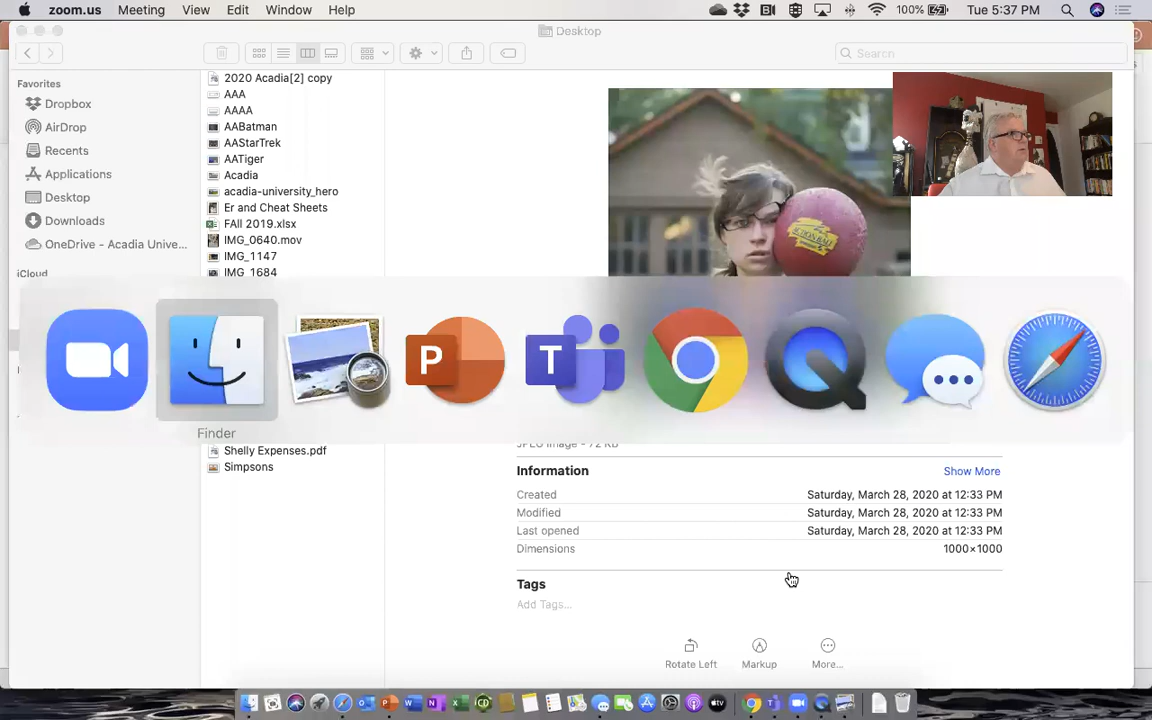 zoom.us Meeting View Edit Window Help 100% Tue 5:37 PM
Desktop
Search
Favorites
Dropbox
AirDrop
Recents
Applications
Desktop
Downloads
OneDrive - Acadia Unive...
iCloud
2020 Acadia[2] copy
AAA
AAAA
AABatman
AAStarTrek
AATiger
Acadia
acadia-university_hero
Er and Cheat Sheets
FAll 2019.xlsx
IMG_0640.mov
IMG_1147
IMG_1684
Finder
Shelly Expenses.pdf
Simpsons
JPEG image - 72 KB
Information Show More
Created Saturday, March 28, 2020 at 12:33 PM
Modified Saturday, March 28, 2020 at 12:33 PM
Last opened Saturday, March 28, 2020 at 12:33 PM
Dimensions 1000×1000
Tags
Add Tags...
Rotate Left Markup More...